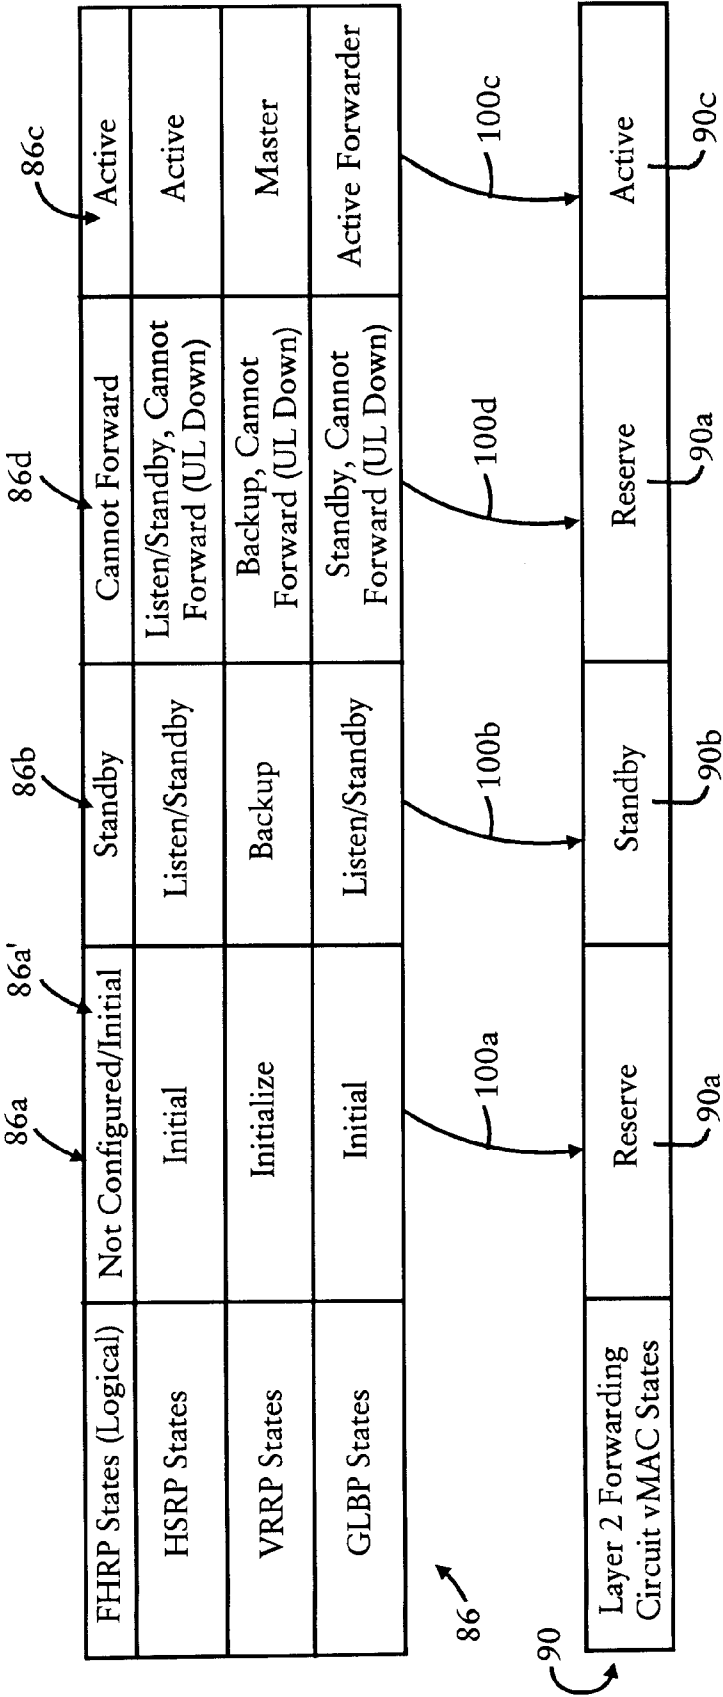 86a
86a'
86b
86d
86c
FHRP States (Logical)
Not Configured/Initial
Standby
Cannot Forward
Active
HSRP States
Initial
Listen/Standby
Listen/Standby, Cannot
Forward (UL Down)
Active
VRRP States
Initialize
Backup
Backup, Cannot
Forward (UL Down)
Master
GLBP States
Initial
Listen/Standby
Standby, Cannot
Forward (UL Down)
Active Forwarder
86
100a
100b
100d
100c
90
Layer 2 Forwarding
Circuit vMAC States
Reserve
Standby
Reserve
Active
90a
90b
90a
90c